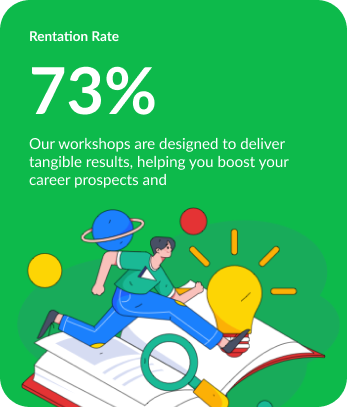 Rentation Rate
73%
Our workshops are designed to deliver
tangible results, helping you boost your
career prospects and